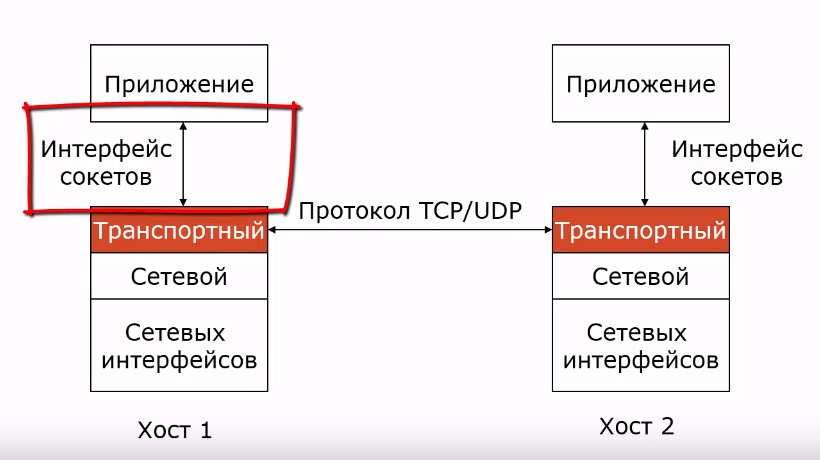 Приложение
Приложение
Интерфейс
сокетов
Интерфейс
сокетов
Протокол TCP/UDP
Транспортный
Транспортный
Сетевой
Сетевой
Сетевых
интерфейсов
Сетевых
интерфейсов
Хост 1
Хост 2